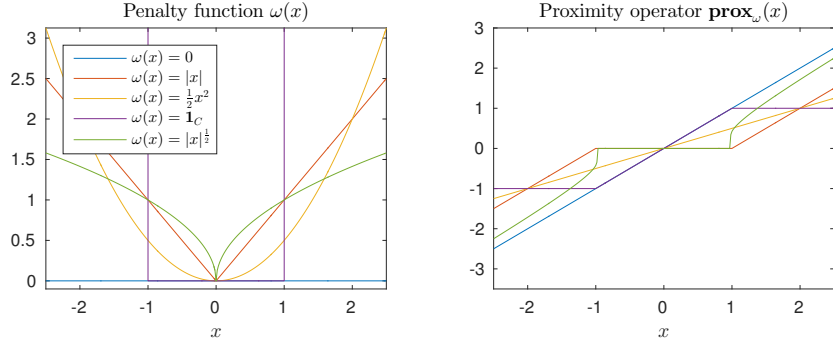 Penalty function ω(x)
3
2.5
2
1.5
1
0.5
0
ω(x) = 0
ω(x) = |x|
ω(x) = ½x²
ω(x) = 𝟏_C
ω(x) = |x|^½
-2 -1 0 1 2
x
Proximity operator prox_ω(x)
3
2
1
0
-1
-2
-3
-2 -1 0 1 2
x